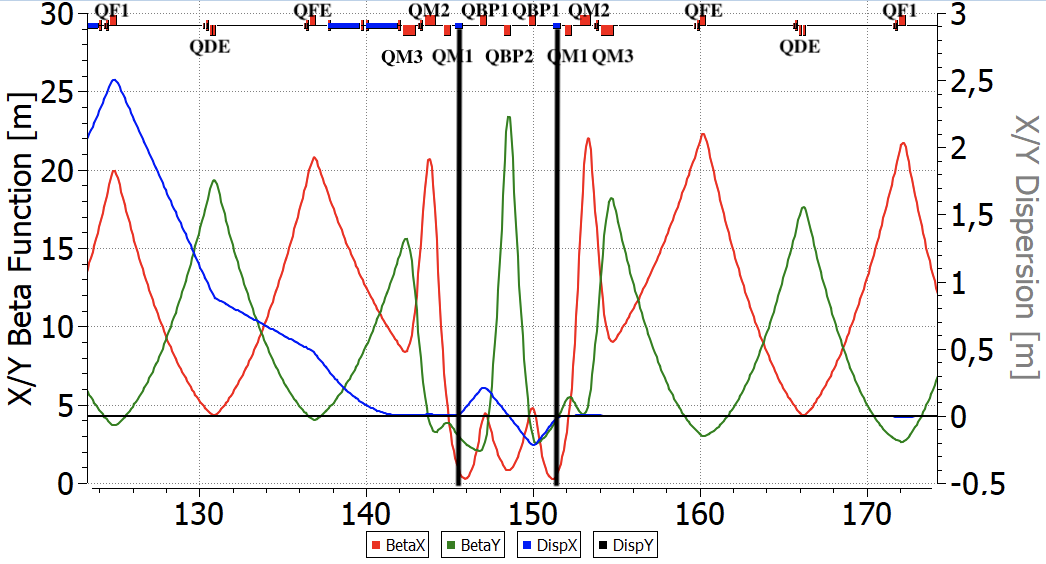 QF1 QFE QM2 QBP1 QBP1 QM2 QFE QF1
QDE QM3 QM1 QBP2 QM1 QM3 QDE
X/Y Beta Function [m]
30
25
20
15
10
5
0
3
2,5
2
1,5
1
0,5
0
-0,5
X/Y Dispersion [m]
130 140 150 160 170
BetaX BetaY DispX DispY